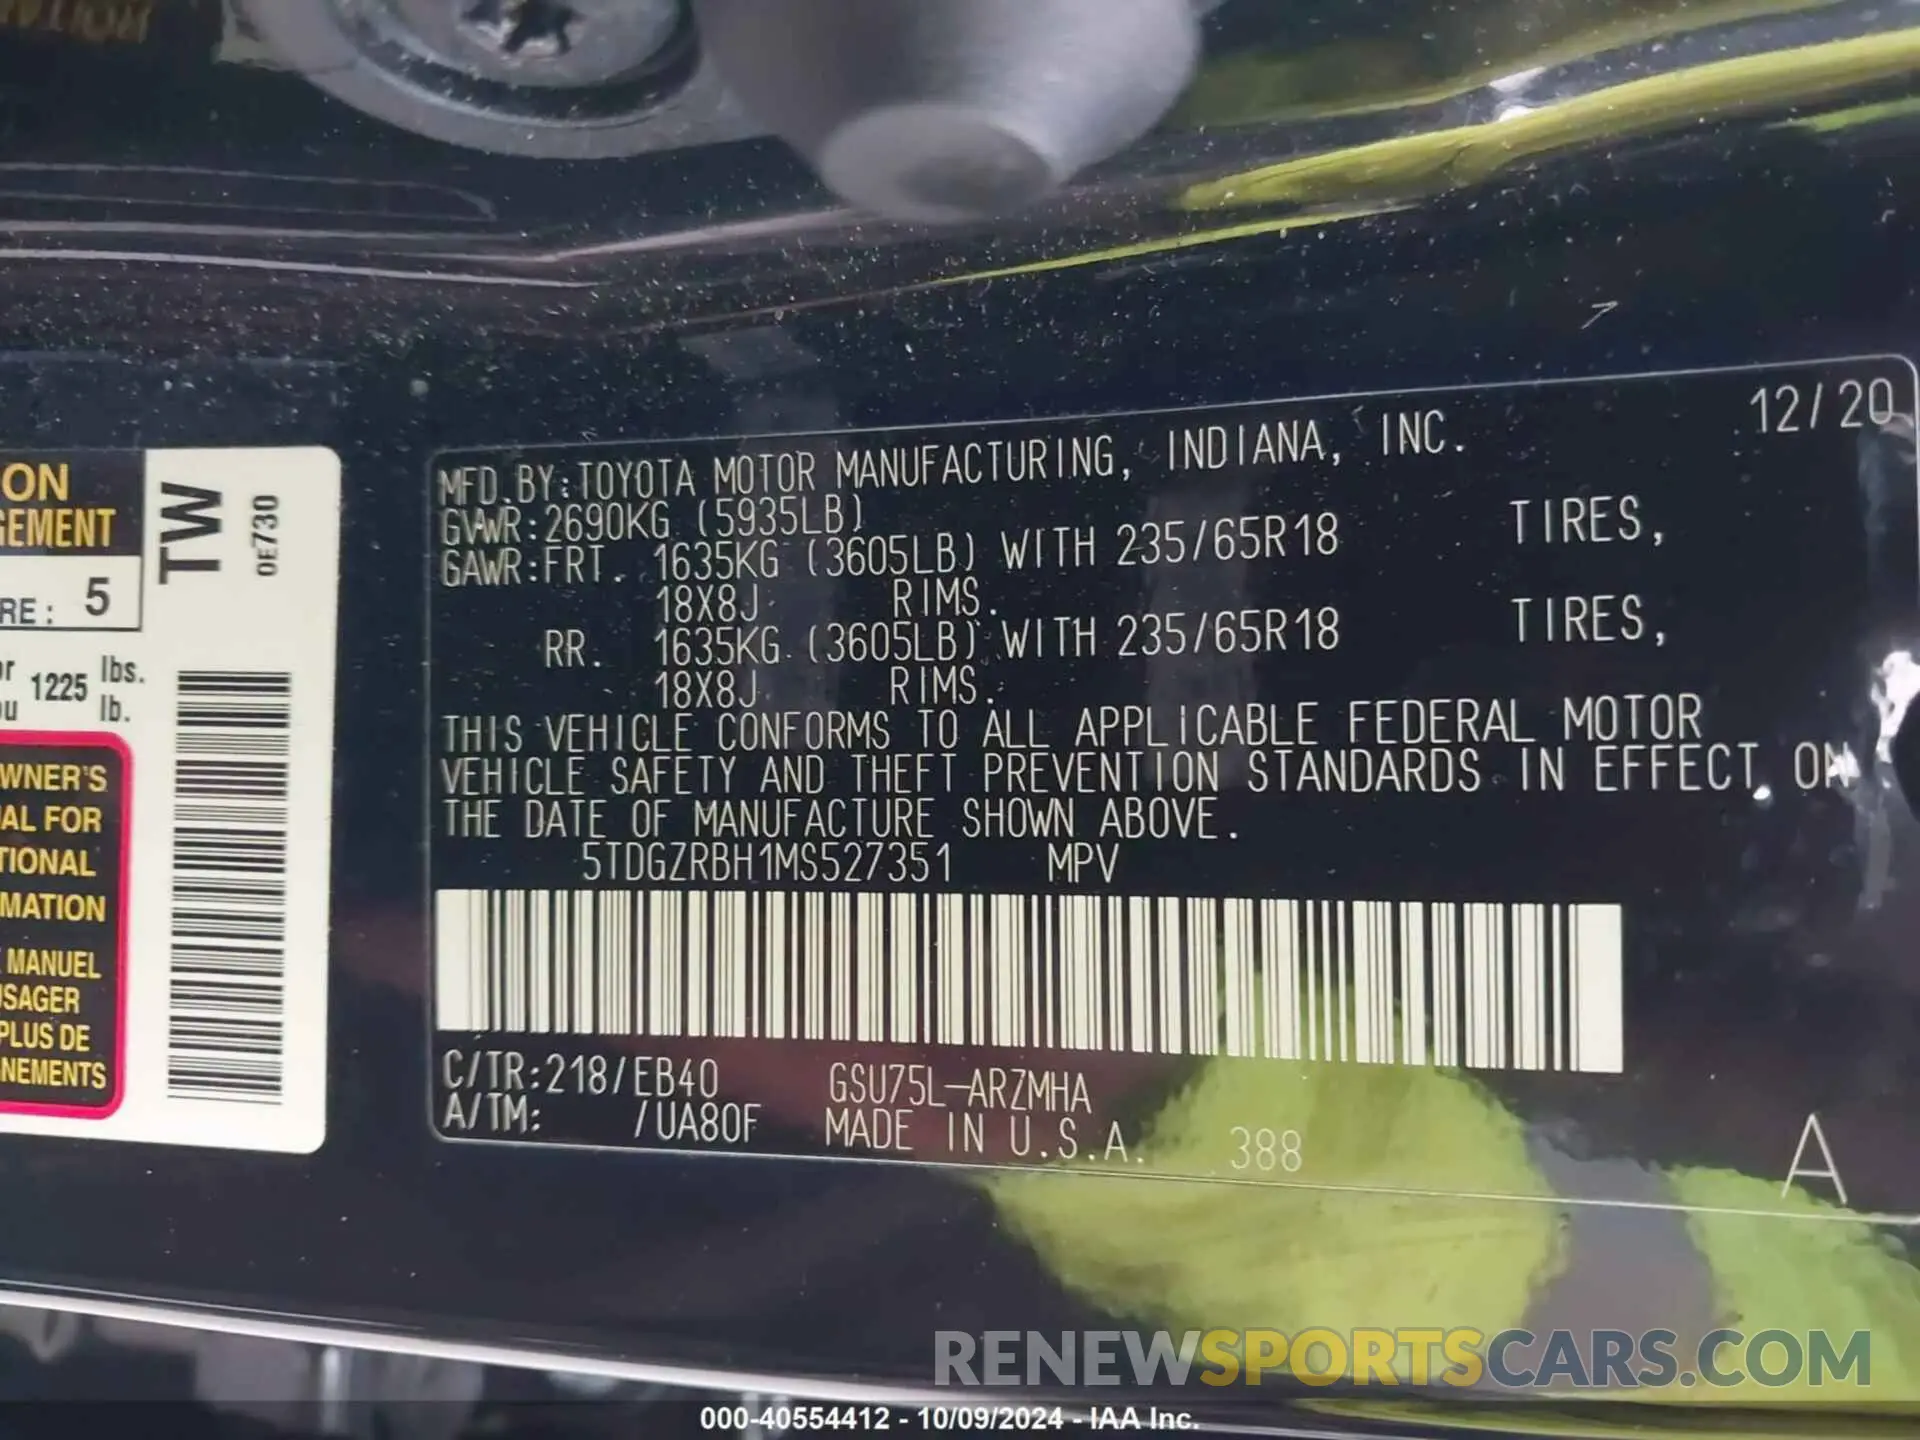 12/20
MFD.BY:TOYOTA MOTOR MANUFACTURING, INDIANA, INC.
GVWR:2690KG (5935LB)
GAWR:FRT. 1635KG (3605LB) WITH 235/65R18 TIRES,
18X8J RIMS.
RR. 1635KG (3605LB) WITH 235/65R18 TIRES,
18X8J RIMS.
THIS VEHICLE CONFORMS TO ALL APPLICABLE FEDERAL MOTOR
VEHICLE SAFETY AND THEFT PREVENTION STANDARDS IN EFFECT ON
THE DATE OF MANUFACTURE SHOWN ABOVE.
5TDGZRBH1MS527351 MPV
C/TR:218/EB40 GSU75L-ARZMHA
A/TM: /UA80F MADE IN U.S.A. 388
A
ON
GEMENT
RE: 5
or 1225 lbs.
ou lb.
WNER'S
AL FOR
TIONAL
MATION
MANUEL
USAGER
PLUS DE
NEMENTS
TW
0E730
RENEWSPORTSCARS.COM
000-40554412 - 10/09/2024 - IAA Inc.